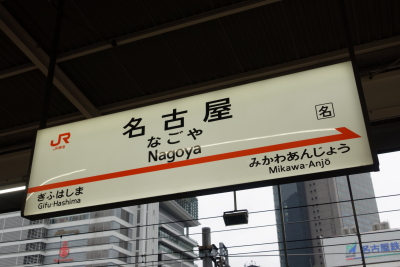 JR
名古屋
名
なごや
Nagoya
ぎふはしま
Gifu-Hashima
みかわあんじょう
Mikawa-Anjō
名古屋鉄